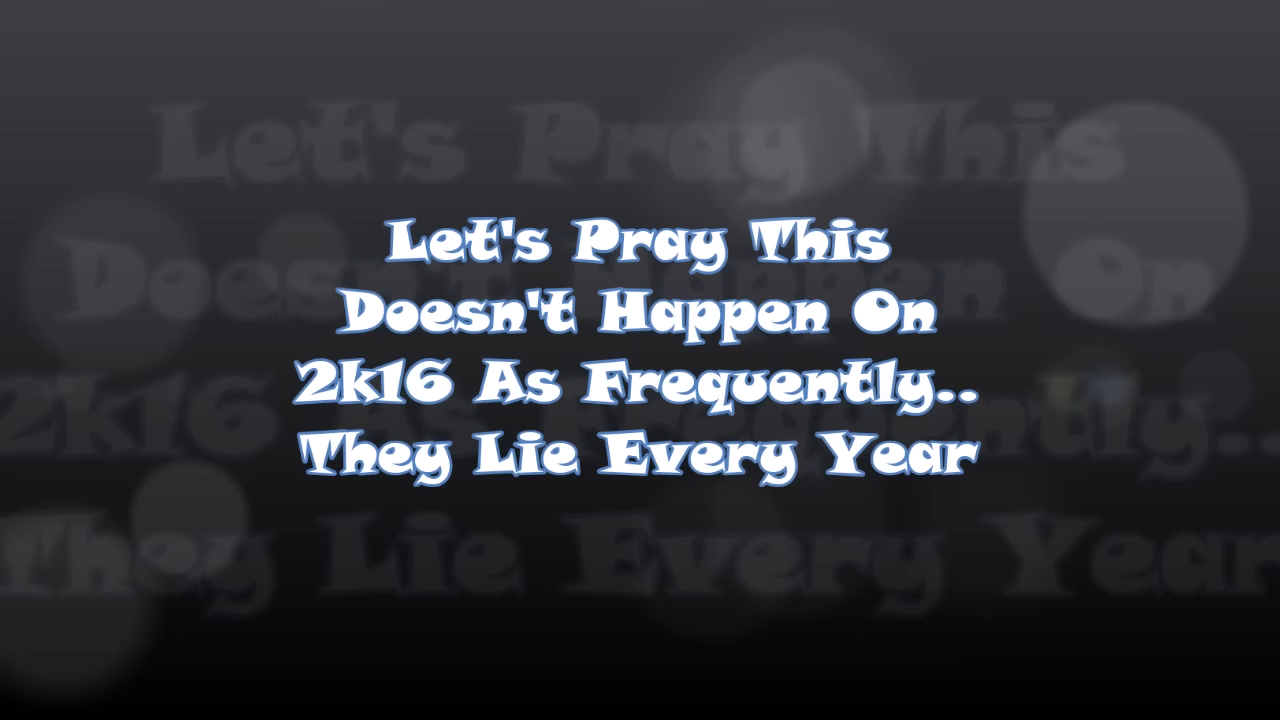 Let's Pray This
Doesn't Happen On
2k16 As Frequently..
They Lie Every Year